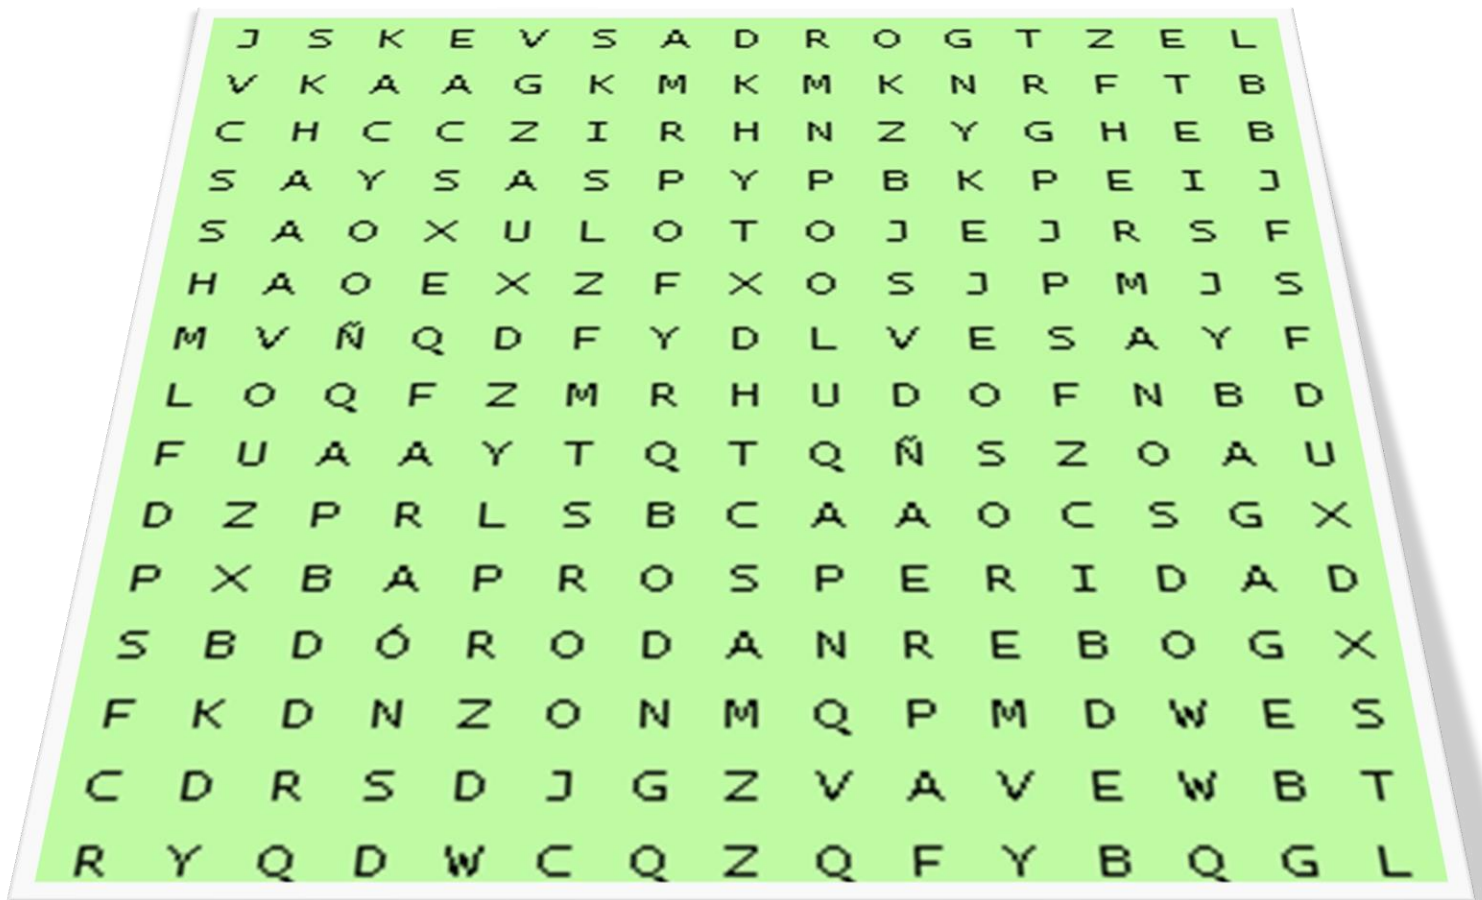 J S K E V S A D R O G T Z E L
V K A A G K M K M K N R F T B
C H C C Z I R H N Z Y G H E B
S A Y S A S P Y P B K P E I J
S A O X U L O T O J E J R S F
H A O E X Z F X O S J P M J S
M V Ñ Q D F Y D L V E S A Y F
L O Q F Z M R H U D O F N B D
F U A A Y T Q T Q Ñ S Z O A U
D Z P R L S B C A A O C S G X
P X B A P R O S P E R I D A D
S B D Ó R O D A N R E B O G X
F K D N Z O N M Q P M D W E S
C D R S D J G Z V A V E W B T
R Y Q D W C Q Z Q F Y B Q G L